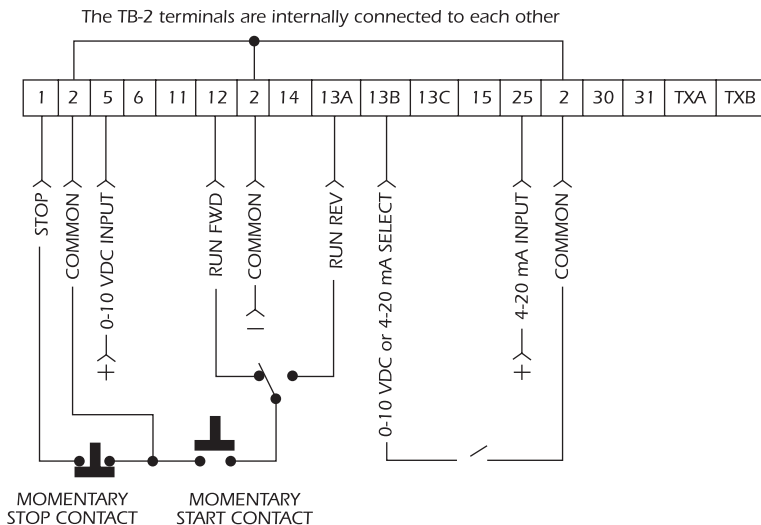 The TB-2 terminals are internally connected to each other
1 2 5 6 11 12 2 14 13A 13B 13C 15 25 2 30 31 TXA TXB
STOP
COMMON
0-10 VDC INPUT
+
RUN FWD
COMMON
–
RUN REV
0-10 VDC or 4-20 mA SELECT
4-20 mA INPUT
+
COMMON
MOMENTARY
STOP CONTACT
MOMENTARY
START CONTACT